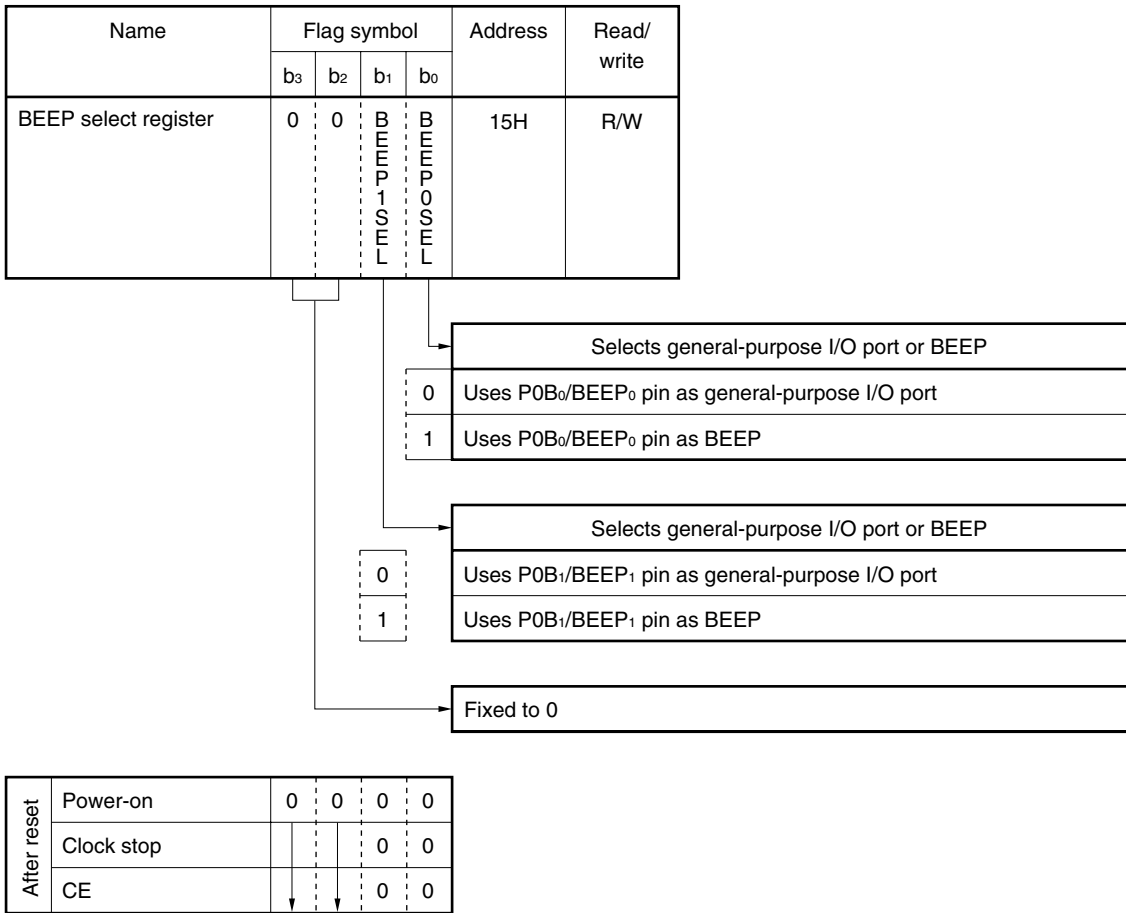 Name Flag symbol Address Read/
write
b₃ b₂ b₁ b₀
BEEP select register 0 0 BEEP1SEL BEEP0SEL 15H R/W
Selects general-purpose I/O port or BEEP
0 Uses P0B₀/BEEP₀ pin as general-purpose I/O port
1 Uses P0B₀/BEEP₀ pin as BEEP
Selects general-purpose I/O port or BEEP
0 Uses P0B₁/BEEP₁ pin as general-purpose I/O port
1 Uses P0B₁/BEEP₁ pin as BEEP
Fixed to 0
After reset
Power-on 0 0 0 0
Clock stop 0 0
CE 0 0